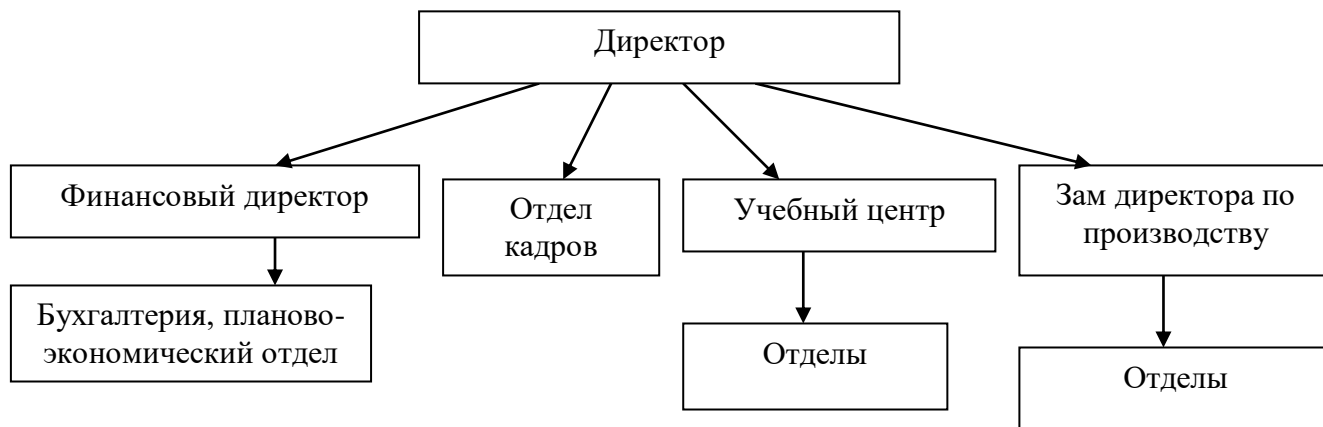 Директор
Финансовый директор
Отдел
кадров
Учебный центр
Зам директора по
производству
Бухгалтерия, планово-
экономический отдел
Отделы
Отделы